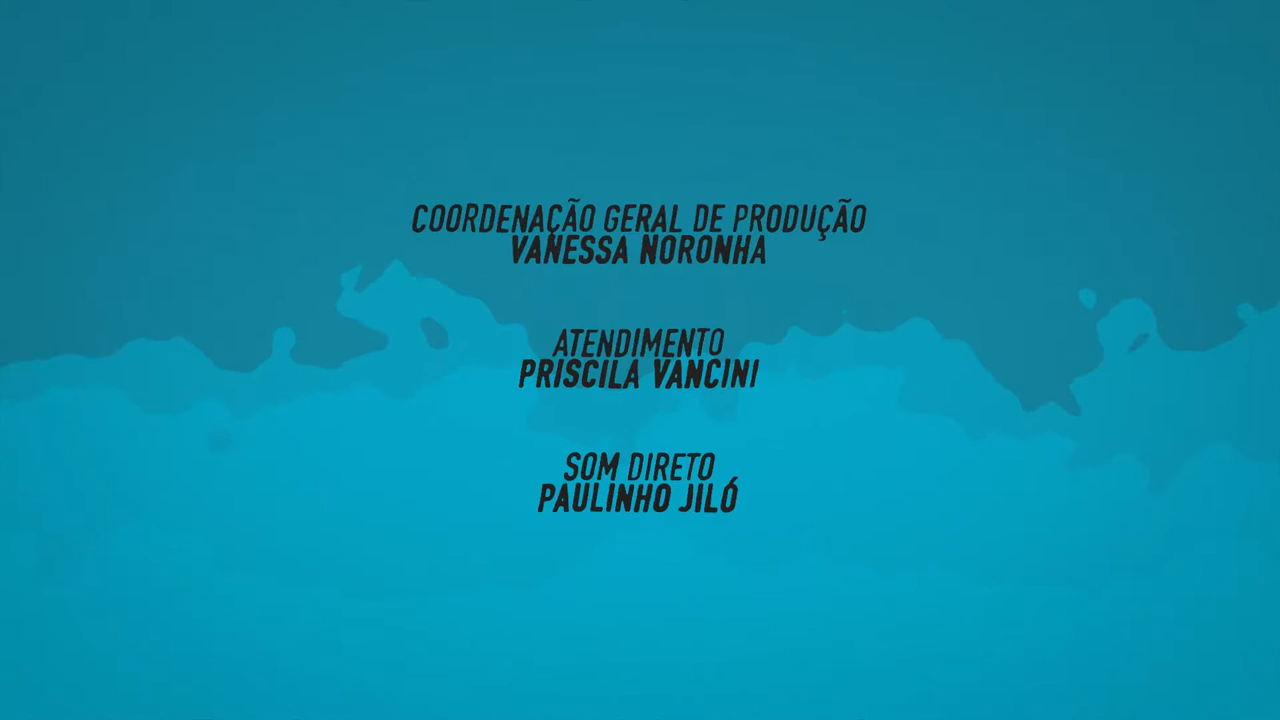 COORDENAÇÃO GERAL DE PRODUÇÃO
VANESSA NORONHA
ATENDIMENTO
PRISCILA VANCINI
SOM DIRETO
PAULINHO JILÓ